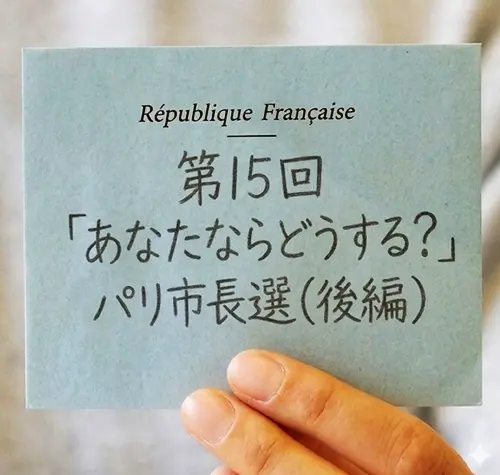 République Française
第15回
「あなたならどうする?」
パリ市長選(後編)